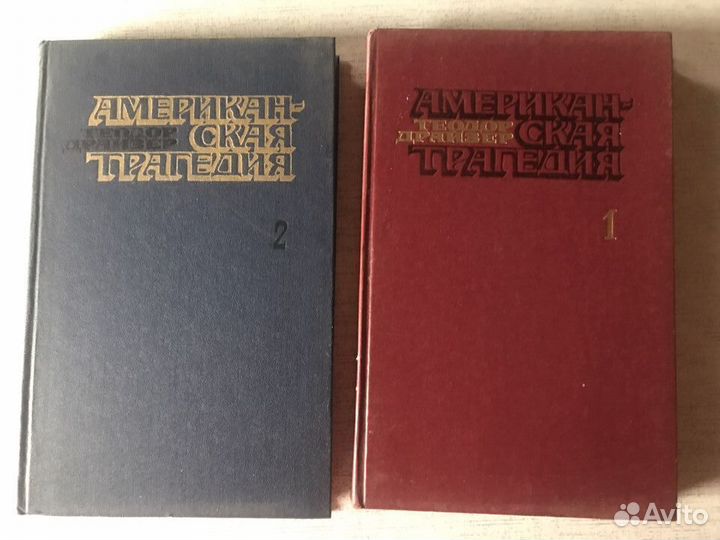 АМЕРИКАН-
ТЕОДОР
ДРАЙЗЕР
СКАЯ
ТРАГЕДИЯ
2
АМЕРИКАН-
ТЕОДОР
ДРАЙЗЕР
СКАЯ
ТРАГЕДИЯ
1
Avito